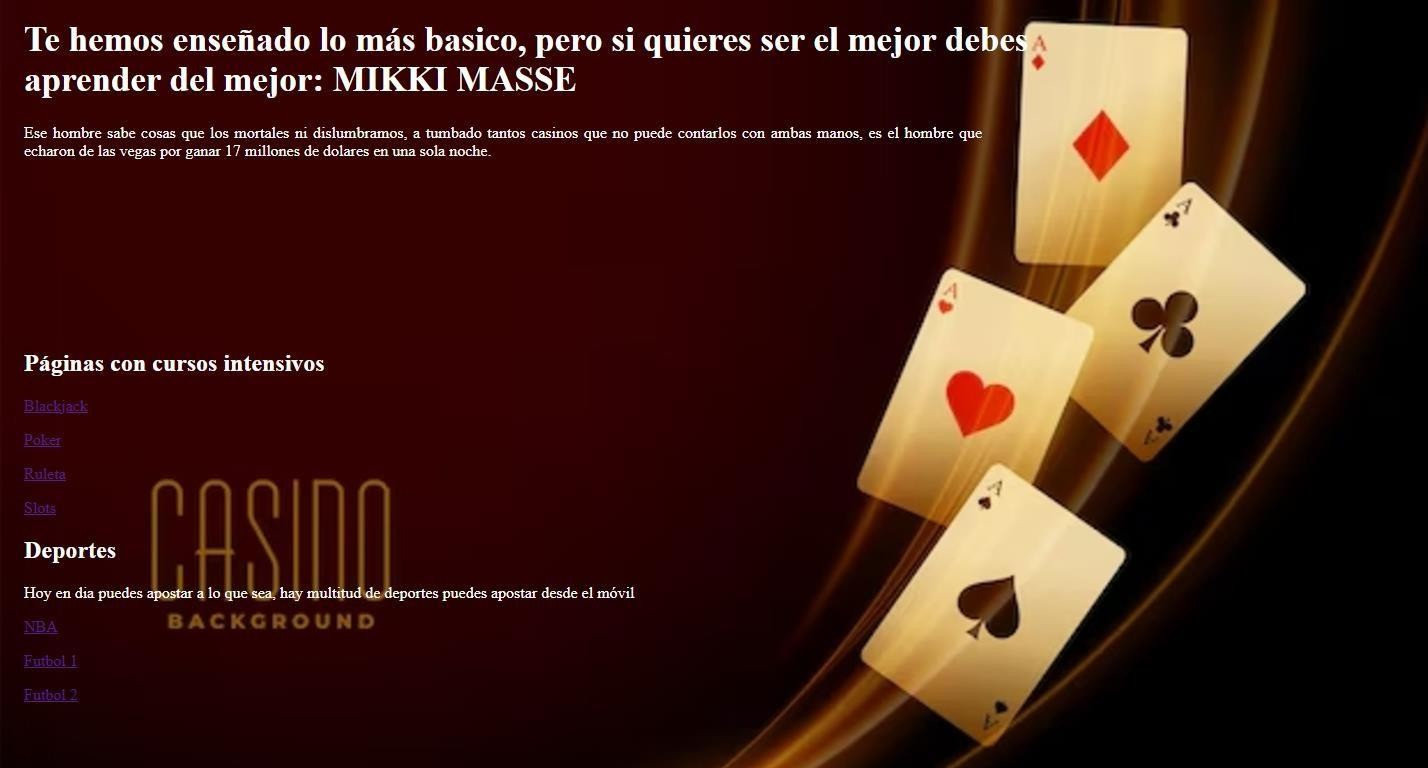 Te hemos enseñado lo más basico, pero si quieres ser el mejor debes
aprender del mejor: MIKKI MASSE
Ese hombre sabe cosas que los mortales ni dislumbramos, a tumbado tantos casinos que no puede contarlos con ambas manos, es el hombre que
echaron de las vegas por ganar 17 millones de dolares en una sola noche.
A
A
A
A
A
A
Páginas con cursos intensivos
Blackjack
Poker
Ruleta
Slots
CASINO
BACKGROUND
Deportes
Hoy en dia puedes apostar a lo que sea, hay multitud de deportes puedes apostar desde el móvil
NBA
Futbol 1
Futbol 2